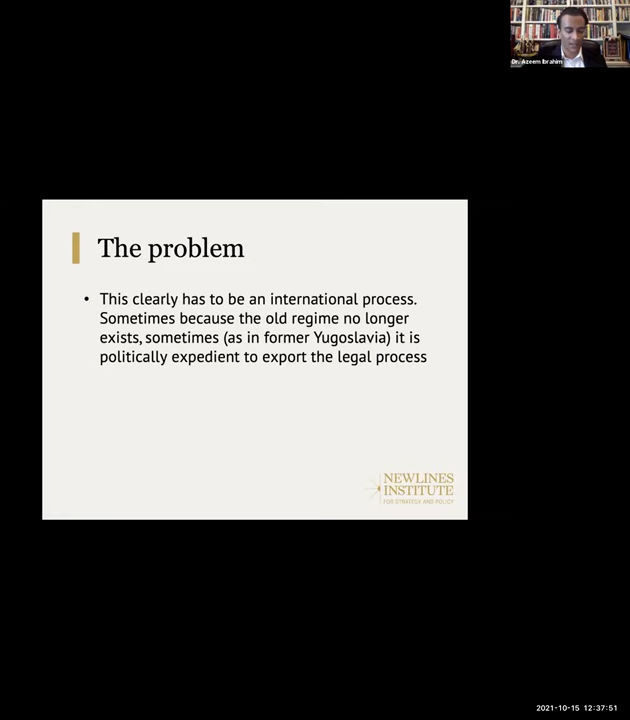 Dr. Azeem Ibrahim
The problem
• This clearly has to be an international process.
Sometimes because the old regime no longer
exists, sometimes (as in former Yugoslavia) it is
politically expedient to export the legal process
NEWLINES
INSTITUTE
FOR STRATEGY AND POLICY
2021-10-15 12:37:51